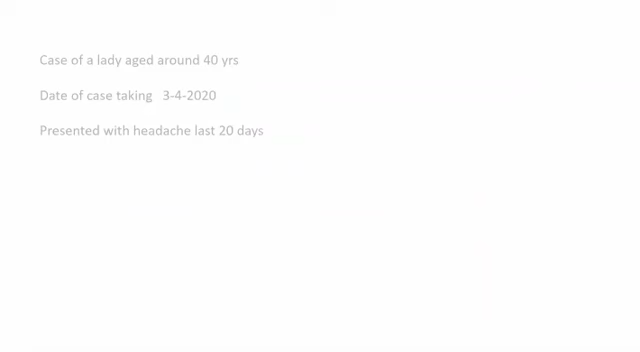 Case of a lady aged around 40 yrs
Date of case taking 3-4-2020
Presented with headache last 20 days